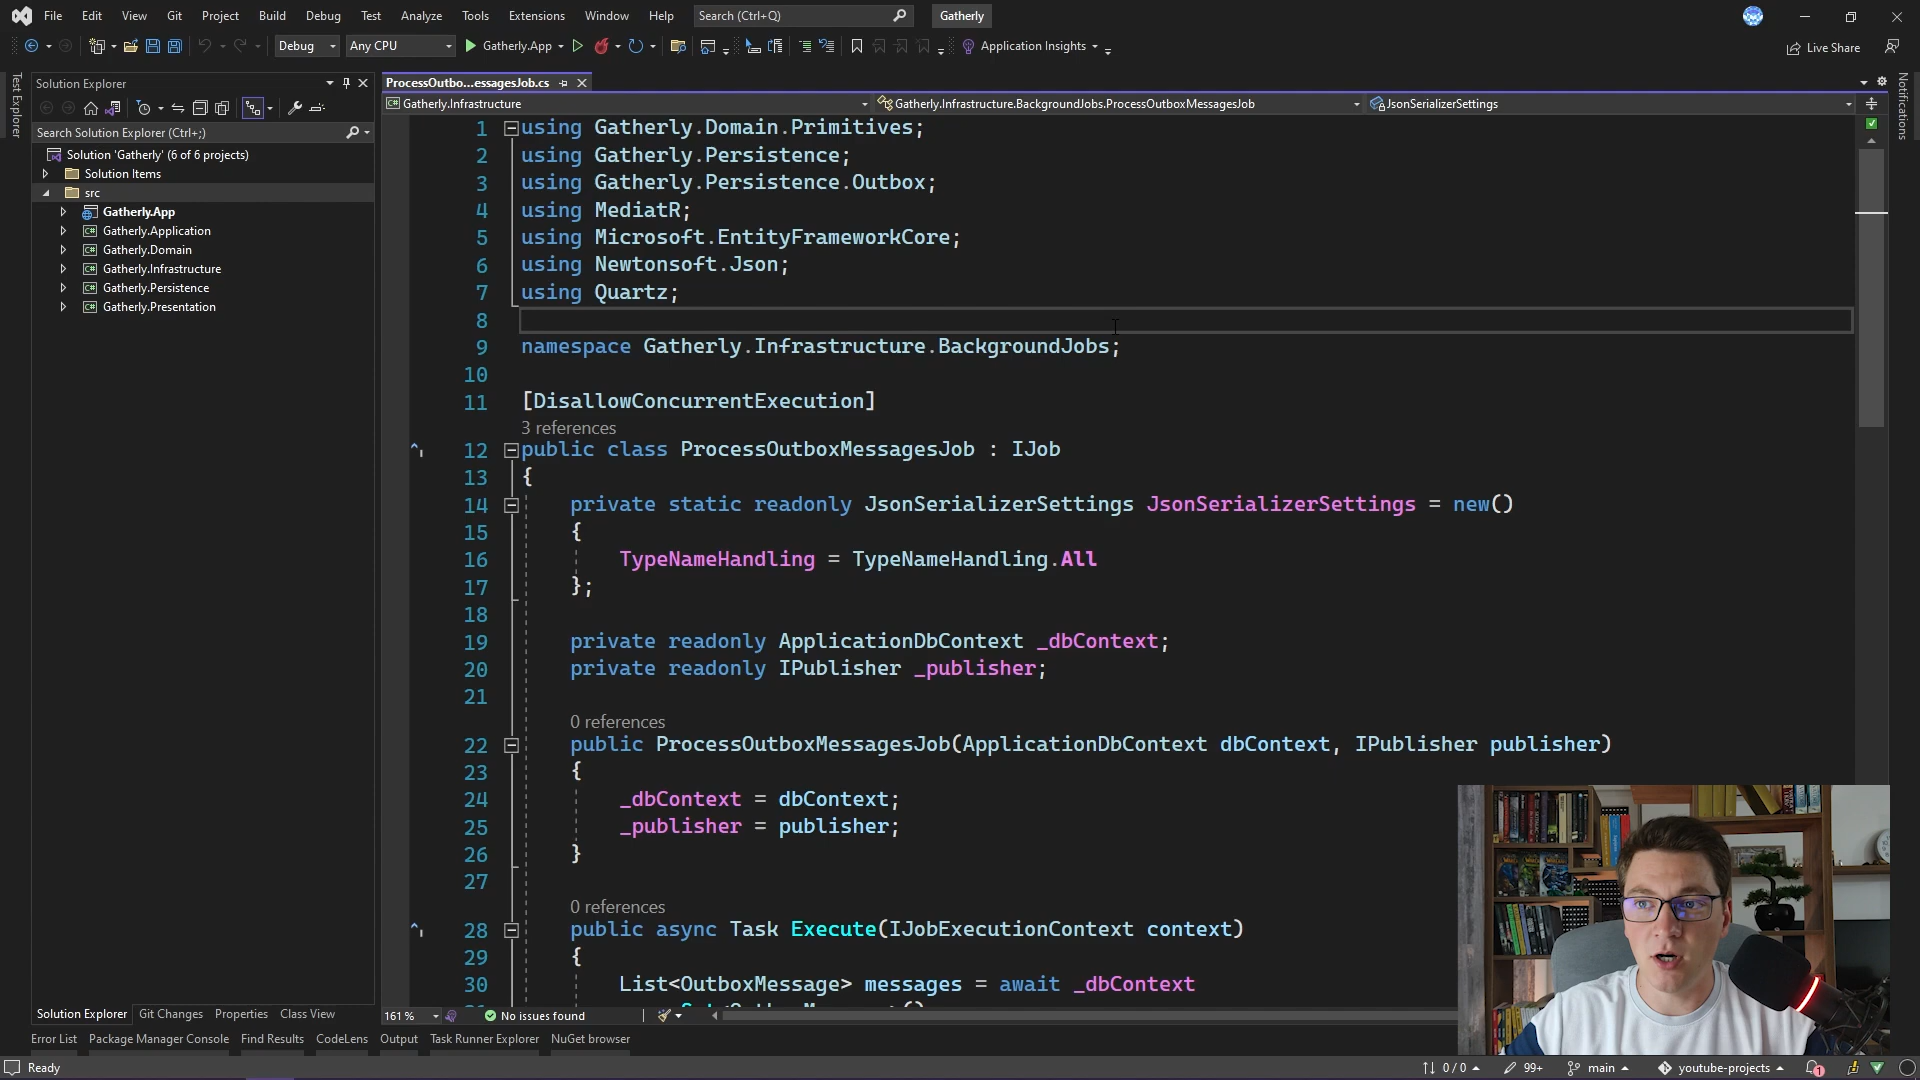 File Edit View Git Project Build Debug Test Analyze Tools Extensions Window Help Search (Ctrl+Q) Gatherly
Debug Any CPU Gatherly.App Application Insights Live Share
Test Explorer
Solution Explorer
Search Solution Explorer (Ctrl+;)
Solution 'Gatherly' (6 of 6 projects)
Solution Items
src
Gatherly.App
Gatherly.Application
Gatherly.Domain
Gatherly.Infrastructure
Gatherly.Persistence
Gatherly.Presentation
ProcessOutbo...essagesJob.cs
Gatherly.Infrastructure Gatherly.Infrastructure.BackgroundJobs.ProcessOutboxMessagesJob JsonSerializerSettings
Notifications
1 using Gatherly.Domain.Primitives;
2 using Gatherly.Persistence;
3 using Gatherly.Persistence.Outbox;
4 using MediatR;
5 using Microsoft.EntityFrameworkCore;
6 using Newtonsoft.Json;
7 using Quartz;
8
9 namespace Gatherly.Infrastructure.BackgroundJobs;
10
11 [DisallowConcurrentExecution]
3 references
12 public class ProcessOutboxMessagesJob : IJob
13 {
14 private static readonly JsonSerializerSettings JsonSerializerSettings = new()
15 {
16 TypeNameHandling = TypeNameHandling.All
17 };
18
19 private readonly ApplicationDbContext _dbContext;
20 private readonly IPublisher _publisher;
21
0 references
22 public ProcessOutboxMessagesJob(ApplicationDbContext dbContext, IPublisher publisher)
23 {
24 _dbContext = dbContext;
25 _publisher = publisher;
26 }
27
0 references
28 public async Task Execute(IJobExecutionContext context)
29 {
30 List<OutboxMessage> messages = await _dbContext
161 % No issues found
Solution Explorer Git Changes Properties Class View
Error List Package Manager Console Find Results CodeLens Output Task Runner Explorer NuGet browser
Ready 0 / 0 99+ main youtube-projects 1